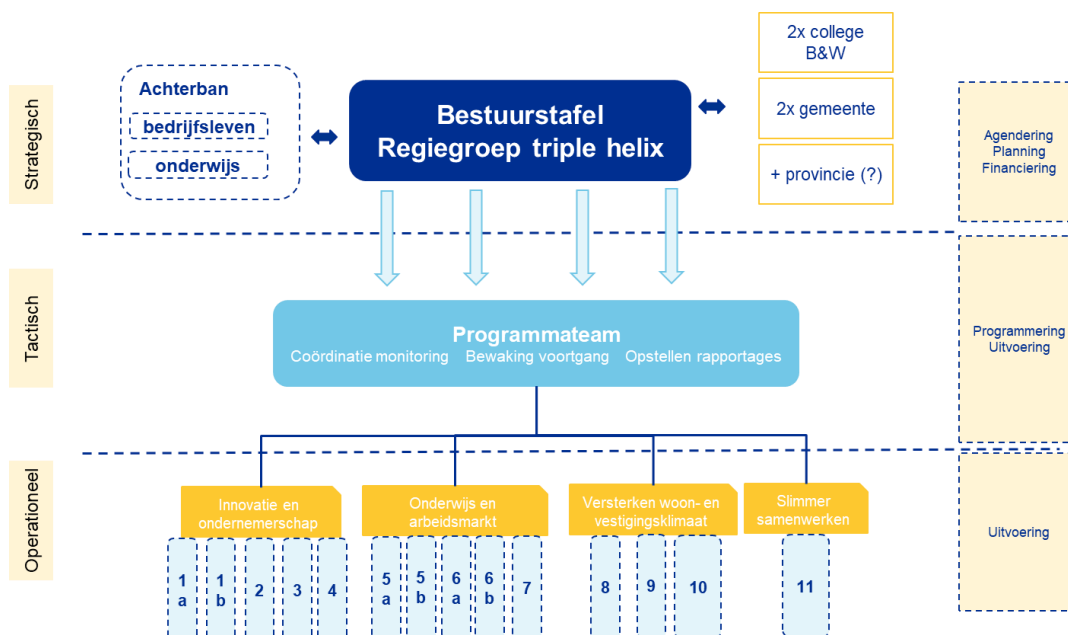 Strategisch
Achterban
bedrijfsleven
onderwijs
Bestuurstafel
Regiegroep triple helix
2x college
B&W
2x gemeente
+ provincie (?)
Agendering
Planning
Financiering
Tactisch
Programmateam
Coördinatie monitoring Bewaking voortgang Opstellen rapportages
Programmering
Uitvoering
Operationeel
Innovatie en
ondernemerschap
1
a
1
b
2
3
4
Onderwijs en
arbeidsmarkt
5
a
5
b
6
a
6
b
7
Versterken woon- en
vestigingsklimaat
8
9
10
Slimmer
samenwerken
11
Uitvoering